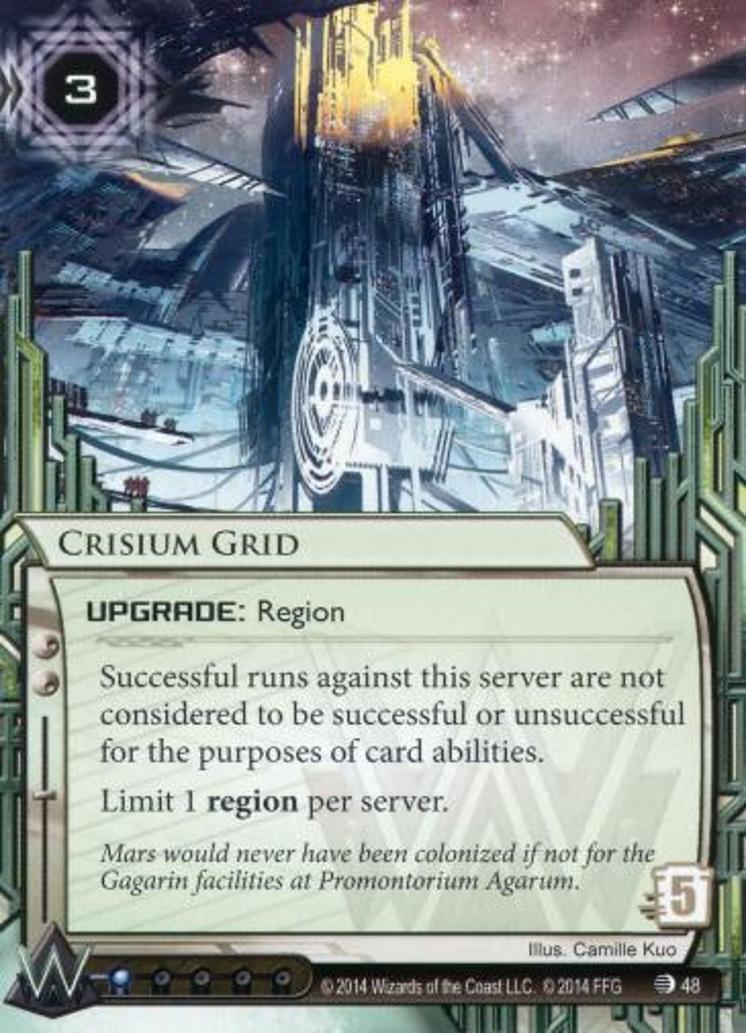 3
CRISIUM GRID
UPGRADE: Region
Successful runs against this server are not
considered to be successful or unsuccessful
for the purposes of card abilities.
Limit 1 region per server.
Mars would never have been colonized if not for the
Gagarin facilities at Promontorium Agarum.
5
Illus. Camille Kuo
W
© 2014 Wizards of the Coast LLC. © 2014 FFG 48